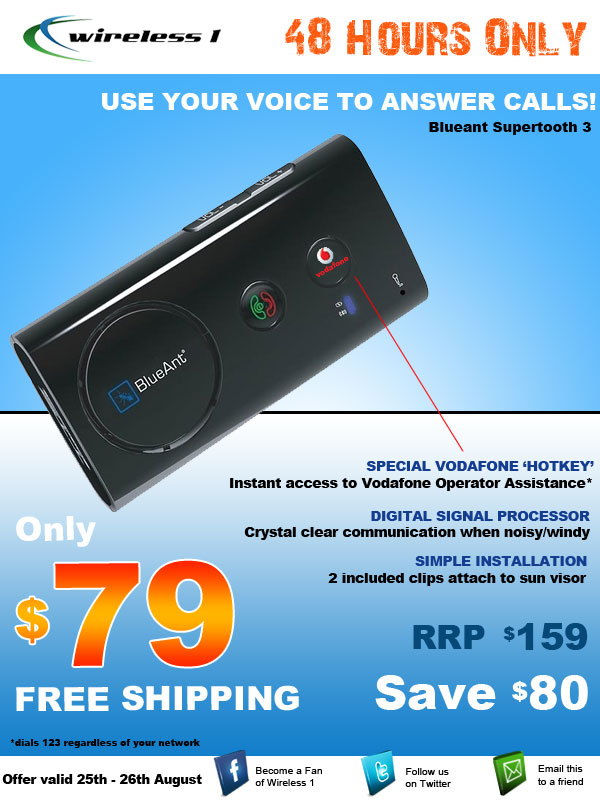 wireless 1
48 HOURS ONLY
USE YOUR VOICE TO ANSWER CALLS!
Blueant Supertooth 3
VOL -
VOL +
vodafone
BlueAnt®
SPECIAL VODAFONE ‘HOTKEY’
Instant access to Vodafone Operator Assistance*
DIGITAL SIGNAL PROCESSOR
Crystal clear communication when noisy/windy
SIMPLE INSTALLATION
2 included clips attach to sun visor
Only
$79
FREE SHIPPING
RRP $159
Save $80
*dials 123 regardless of your network
Offer valid 25th - 26th August
f
Become a Fan
of Wireless 1
t
Follow us
on Twitter
Email this
to a friend